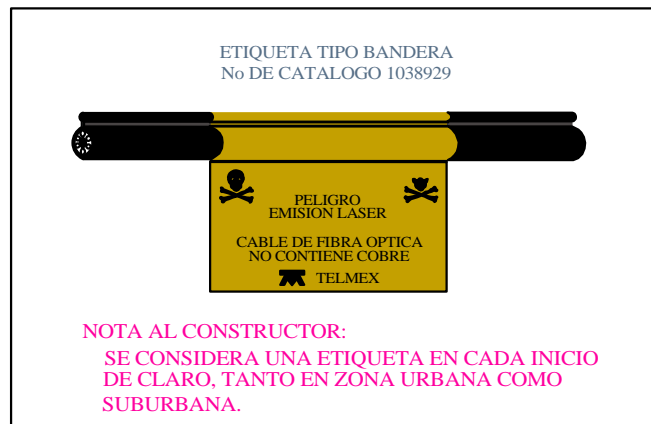 ETIQUETA TIPO BANDERA
No DE CATALOGO 1038929
PELIGRO
EMISION LASER
CABLE DE FIBRA OPTICA
NO CONTIENE COBRE
TELMEX
NOTA AL CONSTRUCTOR:
SE CONSIDERA UNA ETIQUETA EN CADA INICIO
DE CLARO, TANTO EN ZONA URBANA COMO
SUBURBANA.